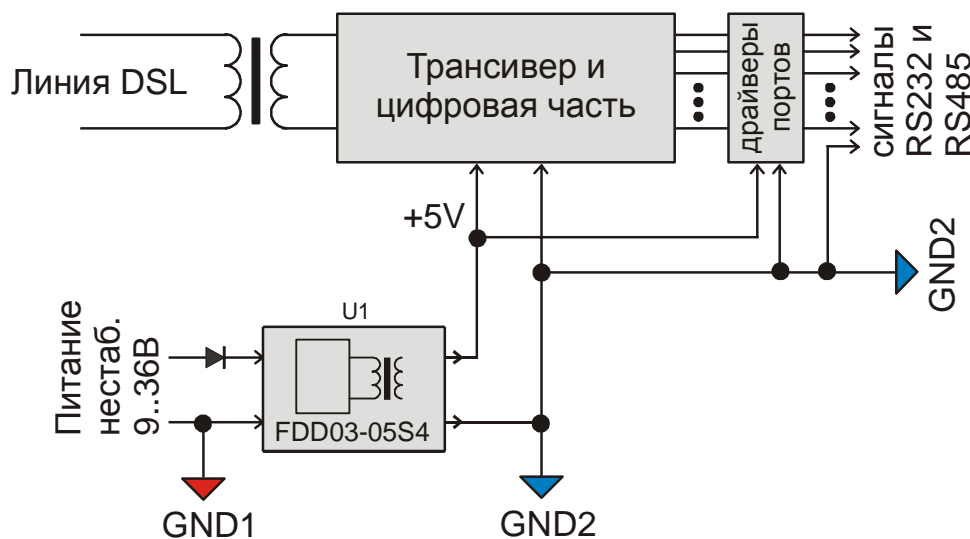 Линия DSL
Трансивер и
цифровая часть
драйверы
портов
сигналы
RS232 и
RS485
+5V
GND2
U1
Питание
нестаб.
9..36В
FDD03-05S4
GND1
GND2